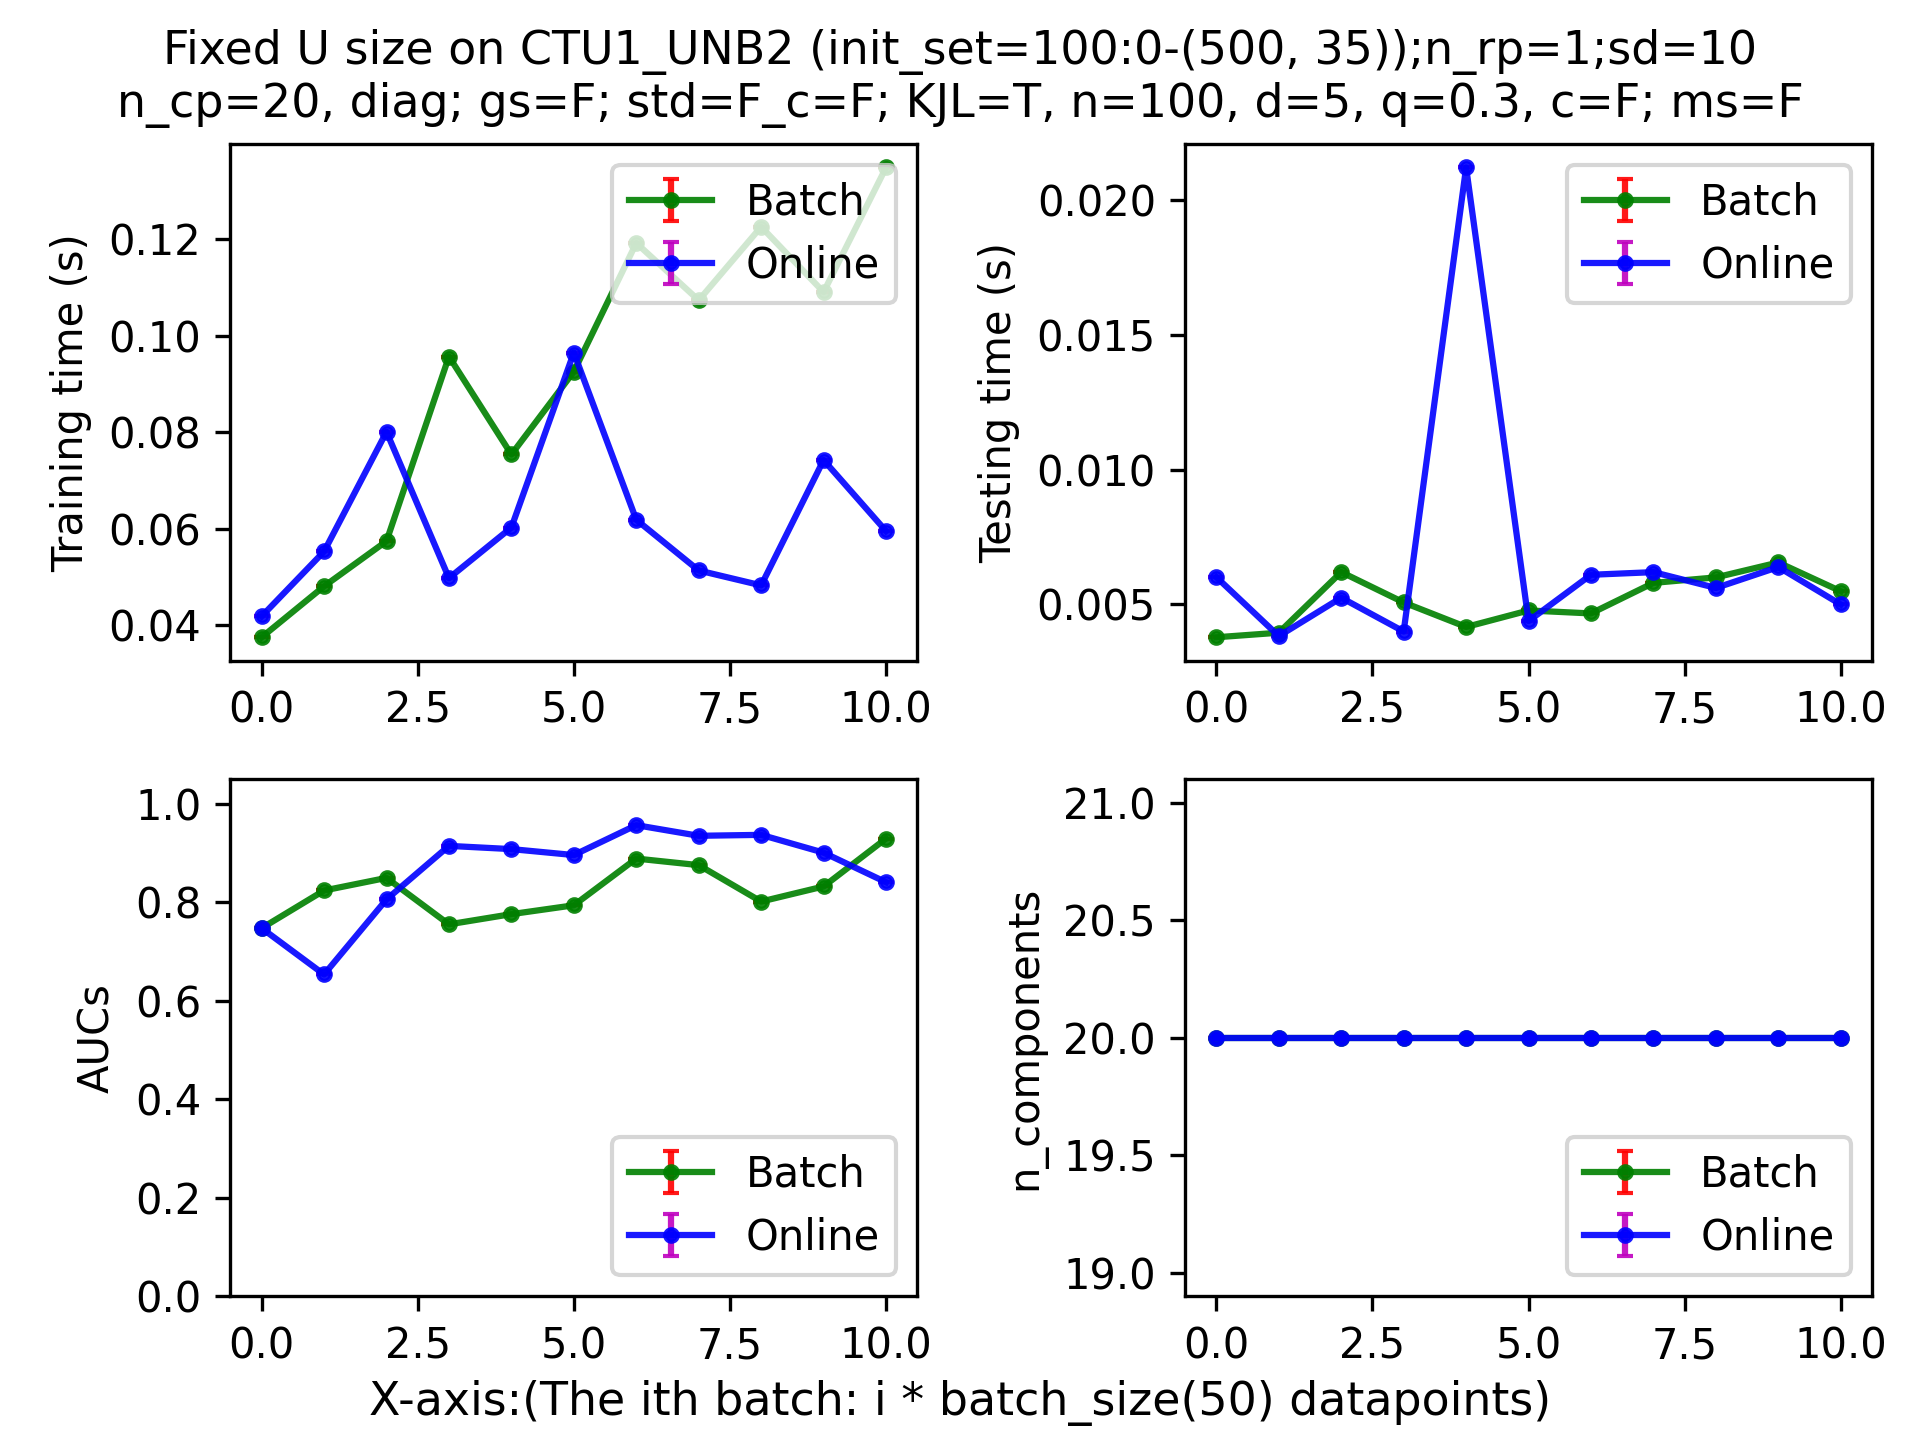 Fixed U size on CTU1_UNB2 (init_set=100:0-(500, 35));n_rp=1;sd=10
n_cp=20, diag; gs=F; std=F_c=F; KJL=T, n=100, d=5, q=0.3, c=F; ms=F
Training time (s)
0.12
0.10
0.08
0.06
0.04
0.0 2.5 5.0 7.5 10.0
Batch
Online
Testing time (s)
0.020
0.015
0.010
0.005
0.0 2.5 5.0 7.5 10.0
Batch
Online
AUCs
1.0
0.8
0.6
0.4
0.2
0.0
0.0 2.5 5.0 7.5 10.0
Batch
Online
n_components
21.0
20.5
20.0
19.5
19.0
0.0 2.5 5.0 7.5 10.0
Batch
Online
X-axis:(The ith batch: i * batch_size(50) datapoints)